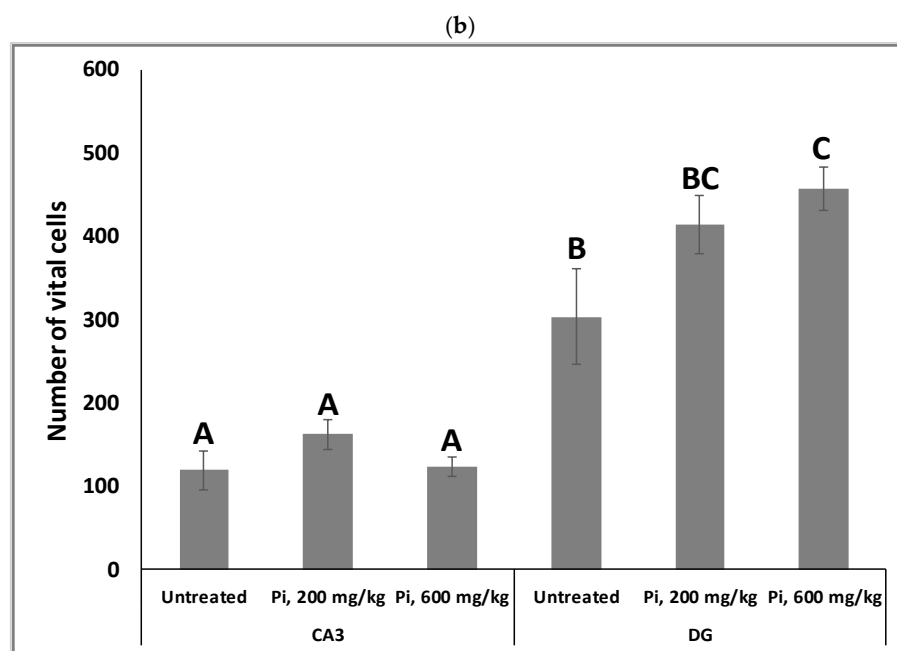 (b)
600
500
400
300
200
100
0
Number of vital cells
A
A
A
B
BC
C
Untreated
Pi, 200 mg/kg
Pi, 600 mg/kg
Untreated
Pi, 200 mg/kg
Pi, 600 mg/kg
CA3
DG